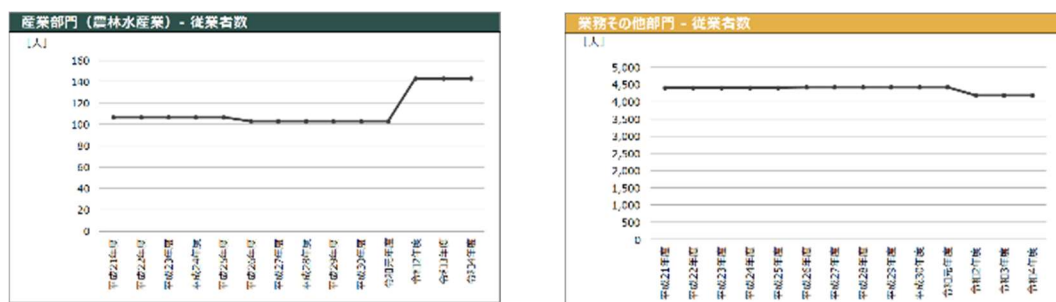 産業部門（農林水産業）- 従業者数
[人]
160
140
120
100
80
60
40
20
0
平成21年度
平成22年度
平成23年度
平成24年度
平成25年度
平成26年度
平成27年度
平成28年度
平成29年度
平成30年度
令和元年度
令和2年度
令和3年度
令和4年度
業務その他部門 - 従業者数
[人]
5,000
4,500
4,000
3,500
3,000
2,500
2,000
1,500
1,000
500
0
平成21年度
平成22年度
平成23年度
平成24年度
平成25年度
平成26年度
平成27年度
平成28年度
平成29年度
平成30年度
令和元年度
令和2年度
令和3年度
令和4年度